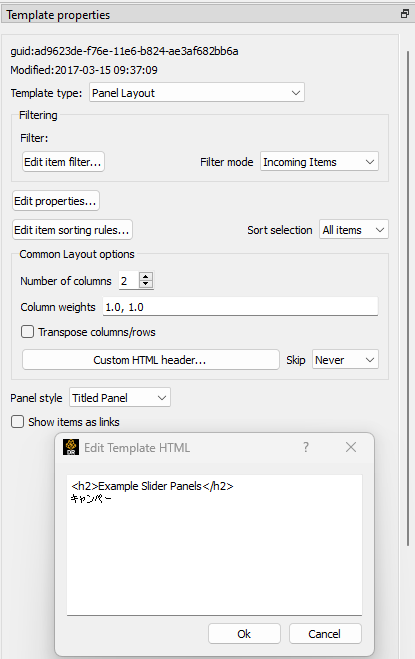 Template properties
guid:ad9623de-f76e-11e6-b824-ae3af682bb6a
Modified:2017-03-15 09:37:09
Template type: Panel Layout
Filtering
Filter:
Edit item filter... Filter mode Incoming Items
Edit properties...
Edit item sorting rules... Sort selection All items
Common Layout options
Number of columns 2
Column weights 1.0, 1.0
Transpose columns/rows
Custom HTML header... Skip Never
Panel style Titled Panel
Show items as links
DR Edit Template HTML ?
<h2>Example Slider Panels</h2>
キャンペー
Ok Cancel